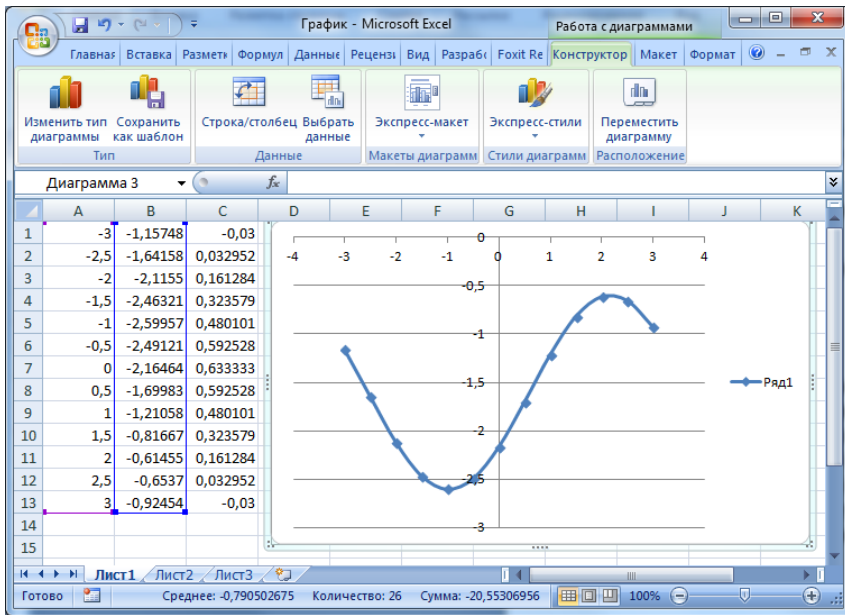 График - Microsoft Excel
Работа с диаграммами
Главная Вставка Разметк Формул Данные Рецензи Вид Разрабо Foxit Re Конструктор Макет Формат
Изменить тип диаграммы
Сохранить как шаблон
Строка/столбец
Выбрать данные
Экспресс-макет
Экспресс-стили
Переместить диаграмму
Тип
Данные
Макеты диаграмм
Стили диаграмм
Расположение
Диаграмма 3
fx
A B C D E F G H I J K
1 -3 -1,15748 -0,03
2 -2,5 -1,64158 0,032952
3 -2 -2,1155 0,161284
4 -1,5 -2,46321 0,323579
5 -1 -2,59957 0,480101
6 -0,5 -2,49121 0,592528
7 0 -2,16464 0,633333
8 0,5 -1,69983 0,592528
9 1 -1,21058 0,480101
10 1,5 -0,81667 0,323579
11 2 -0,61455 0,161284
12 2,5 -0,6537 0,032952
13 3 -0,92454 -0,03
14
15
0
-4 -3 -2 -1 0 1 2 3 4
-0,5
-1
-1,5
-2
-2,5
-3
Ряд1
Лист1 Лист2 Лист3
Готово
Среднее: -0,790502675 Количество: 26 Сумма: -20,55306956
100%